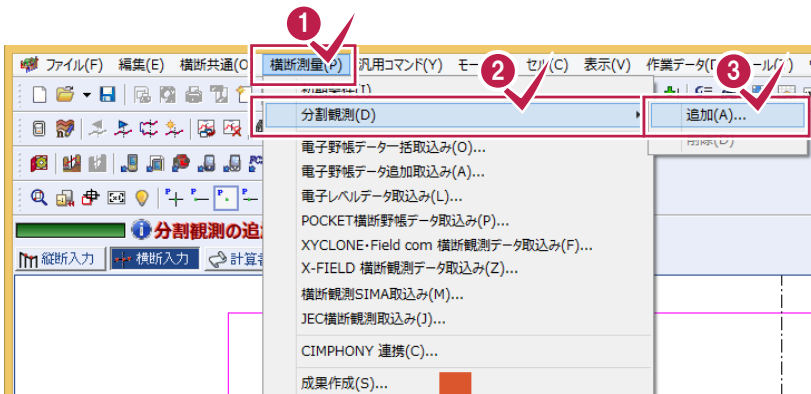 1
2
3
ファイル(F) 編集(E) 横断共通(O 横断測量(P) 汎用コマンド(Y) モー セル(C) 表示(V) 作業データ(D ール(
分割観測(D)
追加(A)...
削除(D)
電子野帳データ一括取込み(O)...
電子野帳データ追加取込み(A)...
電子レベルデータ取込み(L)...
POCKET横断野帳データ取込み(P)...
分割観測の追
XYCLONE・Field com 横断観測データ取込み(F)...
縦断入力 横断入力 計算書
X-FIELD 横断観測データ取込み(Z)...
横断観測SIMA取込み(M)...
JEC横断観測取込み(J)...
CIMPHONY 連携(C)...
成果作成(S)...